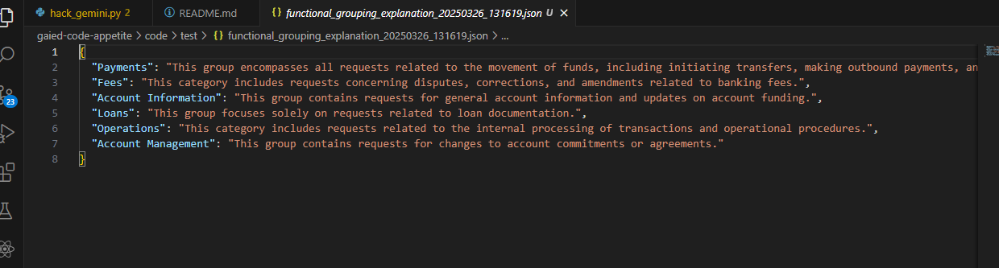 hack_gemini.py 2 README.md {} functional_grouping_explanation_20250326_131619.json U
gaied-code-appetite > code > test > {} functional_grouping_explanation_20250326_131619.json > ...
1 {
2 "Payments": "This group encompasses all requests related to the movement of funds, including initiating transfers, making outbound payments, an
3 "Fees": "This category includes requests concerning disputes, corrections, and amendments related to banking fees.",
4 "Account Information": "This group contains requests for general account information and updates on account funding.",
5 "Loans": "This group focuses solely on requests related to loan documentation.",
6 "Operations": "This category includes requests related to the internal processing of transactions and operational procedures.",
7 "Account Management": "This group contains requests for changes to account commitments or agreements."
8 }
23